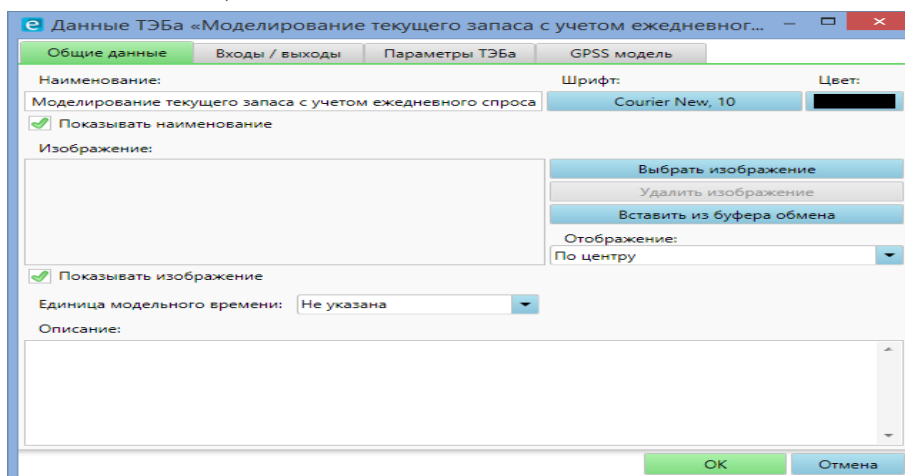 Данные ТЭБа «Моделирование текущего запаса с учетом ежедневног...
Общие данные Входы / выходы Параметры ТЭБа GPSS модель
Наименование: Шрифт: Цвет:
Моделирование текущего запаса с учетом ежедневного спроса Courier New, 10
Показывать наименование
Изображение:
Выбрать изображение
Удалить изображение
Вставить из буфера обмена
Отображение:
По центру
Показывать изображение
Единица модельного времени: Не указана
Описание:
OK Отмена